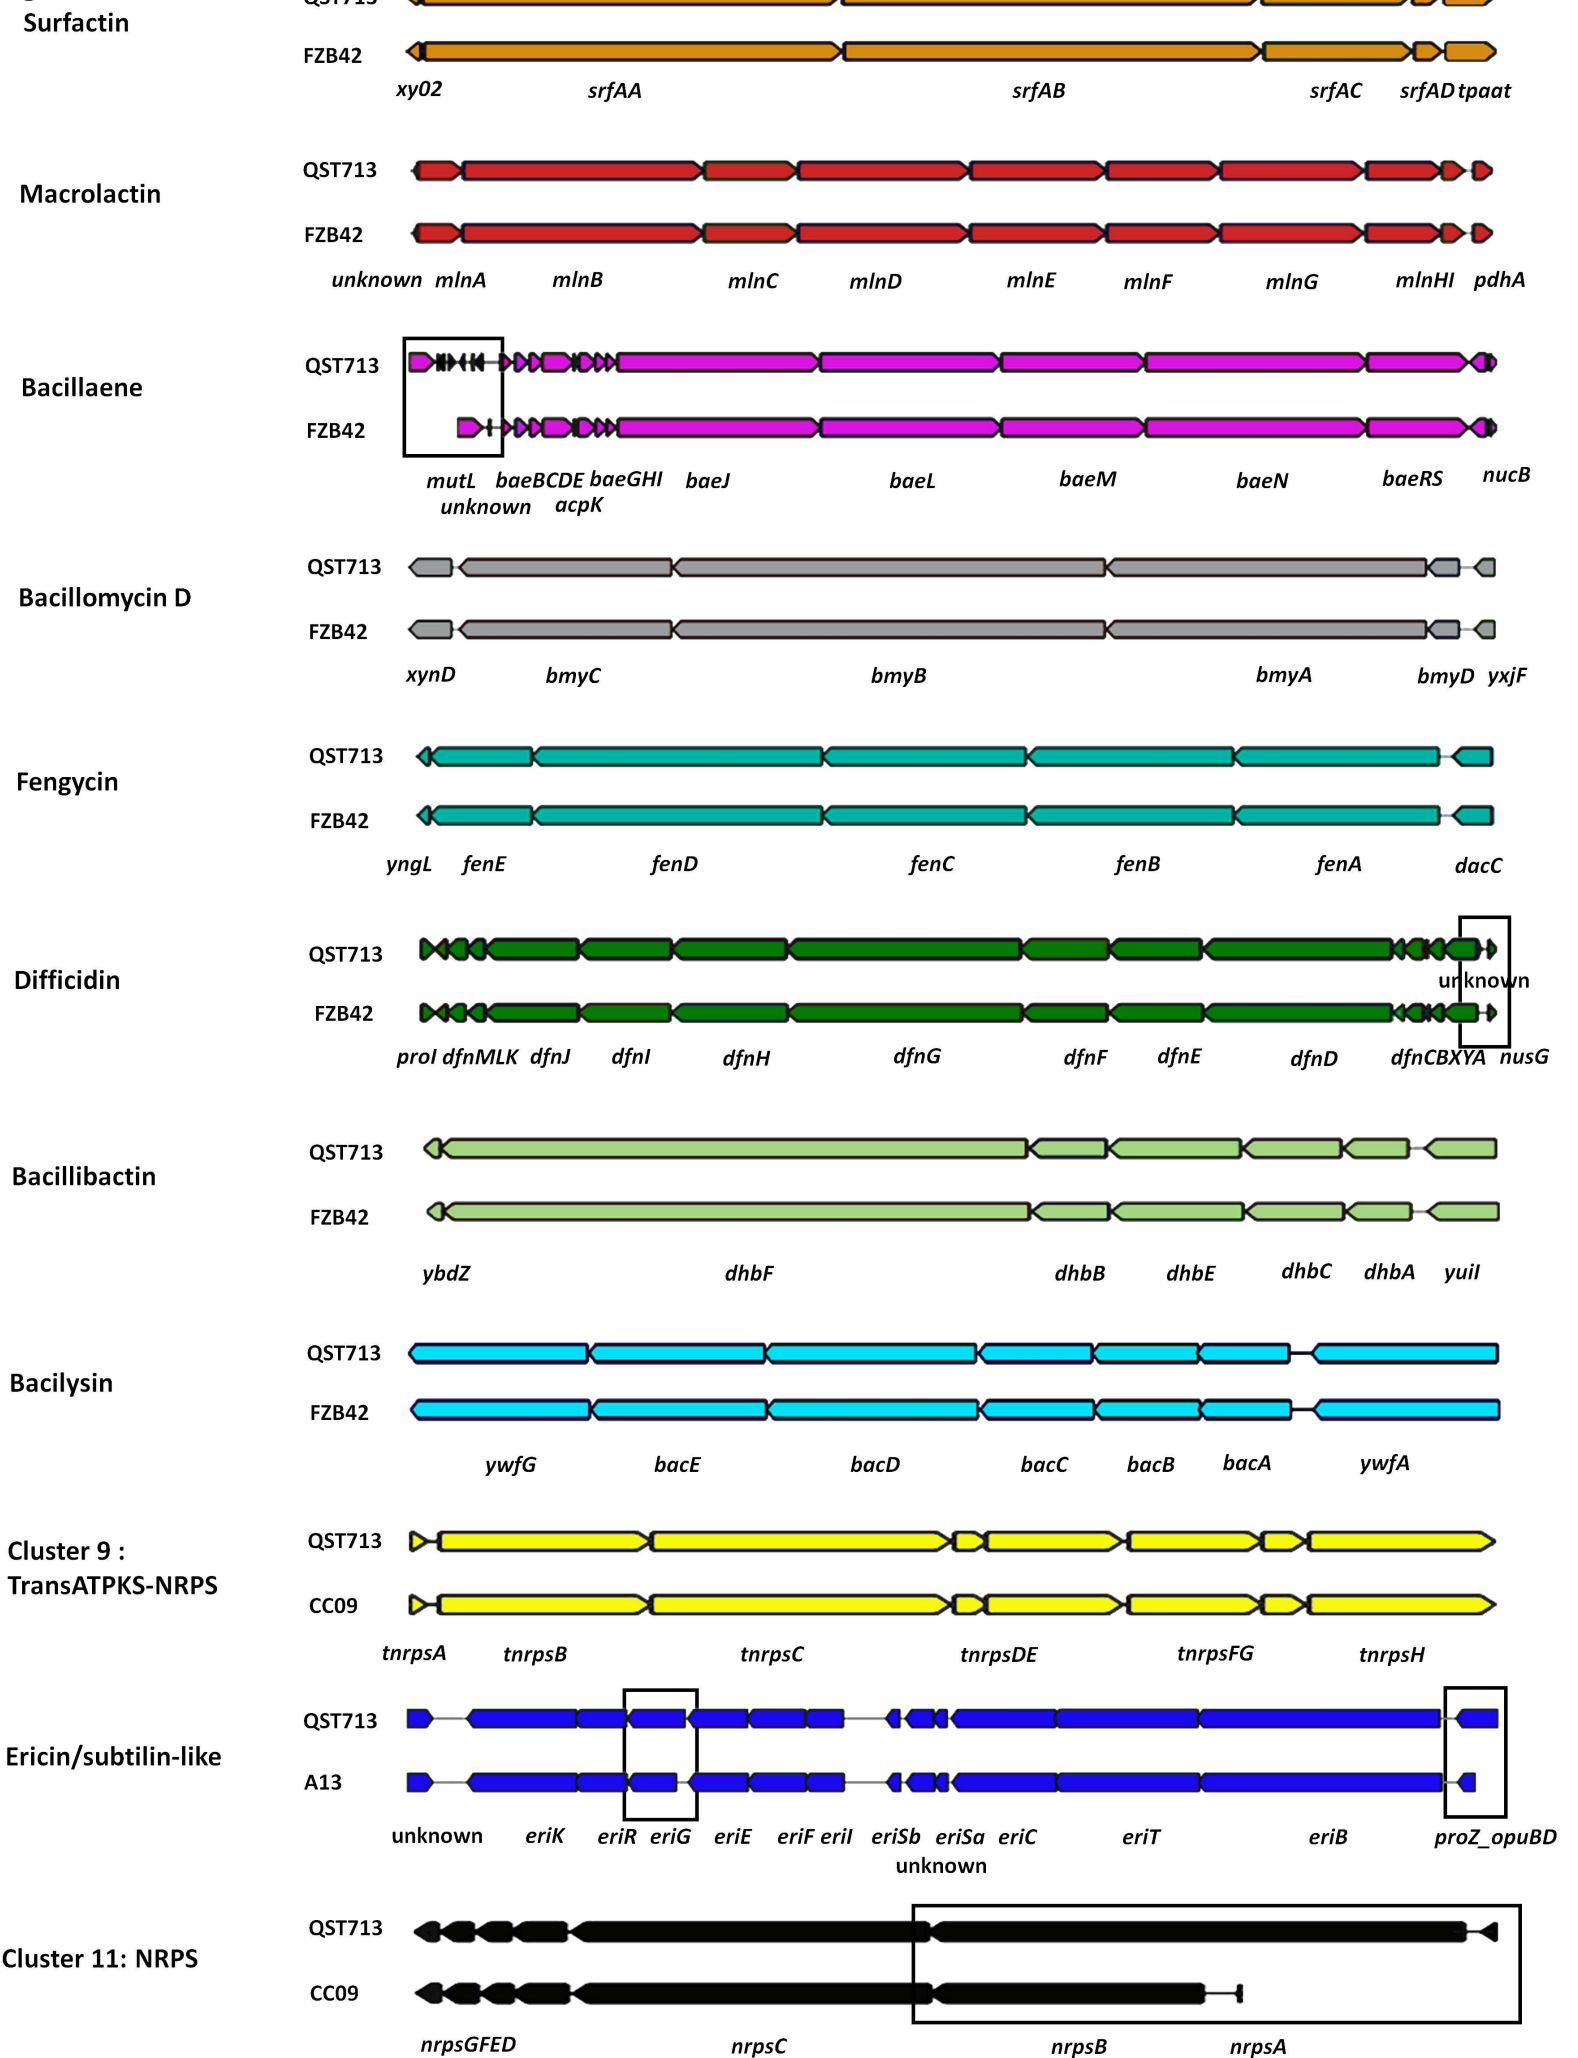 QST713
Surfactin
FZB42
xy02 srfAA srfAB srfAC srfAD tpaat
QST713
Macrolactin
FZB42
unknown mlnA mlnB mlnC mlnD mlnE mlnF mlnG mlnHI pdhA
QST713
Bacillaene
FZB42
mutL baeBCDE baeGHI baeJ baeL baeM baeN baeRS nucB
unknown acpK
QST713
Bacillomycin D
FZB42
xynD bmyC bmyB bmyA bmyD yxjF
QST713
Fengycin
FZB42
yngL fenE fenD fenC fenB fenA dacC
QST713
Difficidin
unknown
FZB42
proI dfnMLK dfnJ dfnI dfnH dfnG dfnF dfnE dfnD dfnCBXYA nusG
QST713
Bacillibactin
FZB42
ybdZ dhbF dhbB dhbE dhbC dhbA yuiI
QST713
Bacilysin
FZB42
ywfG bacE bacD bacC bacB bacA ywfA
QST713
Cluster 9 :
TransATPKS-NRPS
CC09
tnrpsA tnrpsB tnrpsC tnrpsDE tnrpsFG tnrpsH
QST713
Ericin/subtilin-like
A13
unknown eriK eriR eriG eriE eriF eriI eriSb eriSa eriC eriT eriB proZ_opuBD
unknown
QST713
Cluster 11: NRPS
CC09
nrpsGFED nrpsC nrpsB nrpsA